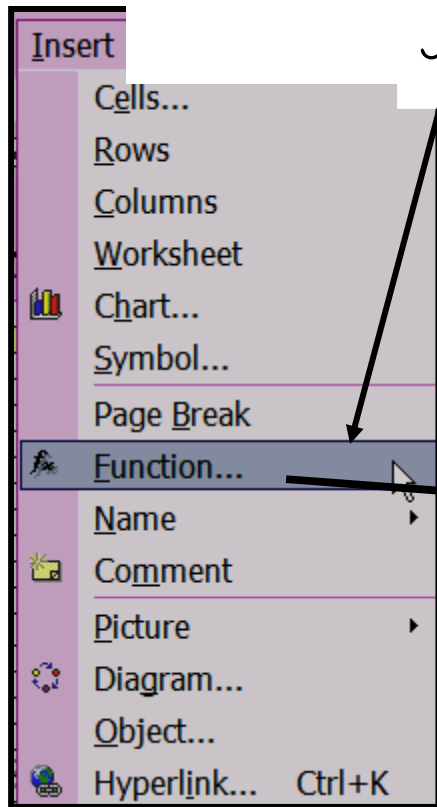 Insert
Cells...
Rows
Columns
Worksheet
Chart...
Symbol...
Page Break
Function...
Name
Comment
Picture
Diagram...
Object...
Hyperlink... Ctrl+K